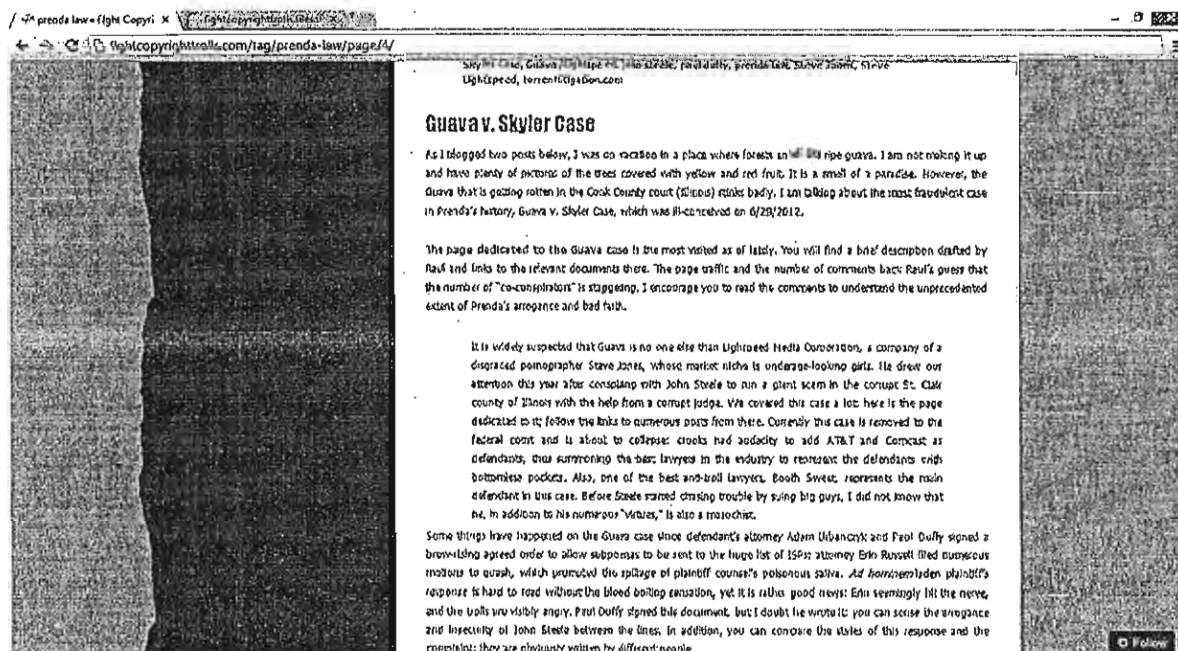 prenda law « Fight Copyri ×
fightcopyrighttrolls.com/tag/prenda-law/page/4/
Skyler Case, Guava, Lightspeed, john steele, paul duffy, prenda law, Steve Jones, Steve
Lightspeed, torrentlitigation.com
Guava v. Skyler Case
As I blogged two posts below, I was on vacation in a place where forests ripe guava. I am not making it up
and have plenty of pictures of the trees covered with yellow and red fruit. It is a small of a paradise. However, the
Guava that is getting rotten in the Cook County court (Illinois) stinks badly. I am talking about the most fraudulent case
in Prenda's history, Guava v. Skyler Case, which was ill-conceived on 6/29/2012.
The page dedicated to the Guava case is the most visited as of lately. You will find a brief description drafted by
Raul and links to the relevant documents there. The page traffic and the number of comments back Raul's guess that
the number of "co-conspirators" is staggering. I encourage you to read the comments to understand the unprecedented
extent of Prenda's arrogance and bad faith.
It is widely suspected that Guava is no one else than Lightspeed Media Corporation, a company of a
disgraced pornographer Steve Jones, whose market niche is underage-looking girls. He drew our
attention this year after conspiring with John Steele to run a giant scam in the corrupt St. Clair
county of Illinois with the help from a corrupt judge. We covered this case a lot: here is the page
dedicated to it; follow the links to numerous posts from there. Currently this case is removed to the
federal court and is about to collapse: crooks had audacity to add AT&T and Comcast as
defendants, thus summoning the best lawyers in the industry to represent the defendants with
bottomless pockets. Also, one of the best anti-troll lawyers, Booth Sweet, represents the main
defendant in this case. Before Steele started chasing trouble by suing big guys, I did not know that
he, in addition to his numerous "virtues," is also a masochist.
Some things have happened on the Guava case since defendant's attorney Adam Urbanczyk and Paul Duffy signed a
brow-raising agreed order to allow subpoenas to be sent to the huge list of ISPs: attorney Erin Russell filed numerous
motions to quash, which promoted the spillage of plaintiff counsel's poisonous saliva. Ad hominem-laden plaintiff's
response is hard to read without the blood boiling sensation, yet it is rather good news: Erin seemingly hit the nerve,
and the trolls are visibly angry. Paul Duffy signed this document, but I doubt he wrote it: you can sense the arrogance
and insecurity of John Steele between the lines. In addition, you can compare the styles of this response and the
complaint: they are obviously written by different people.
Follow